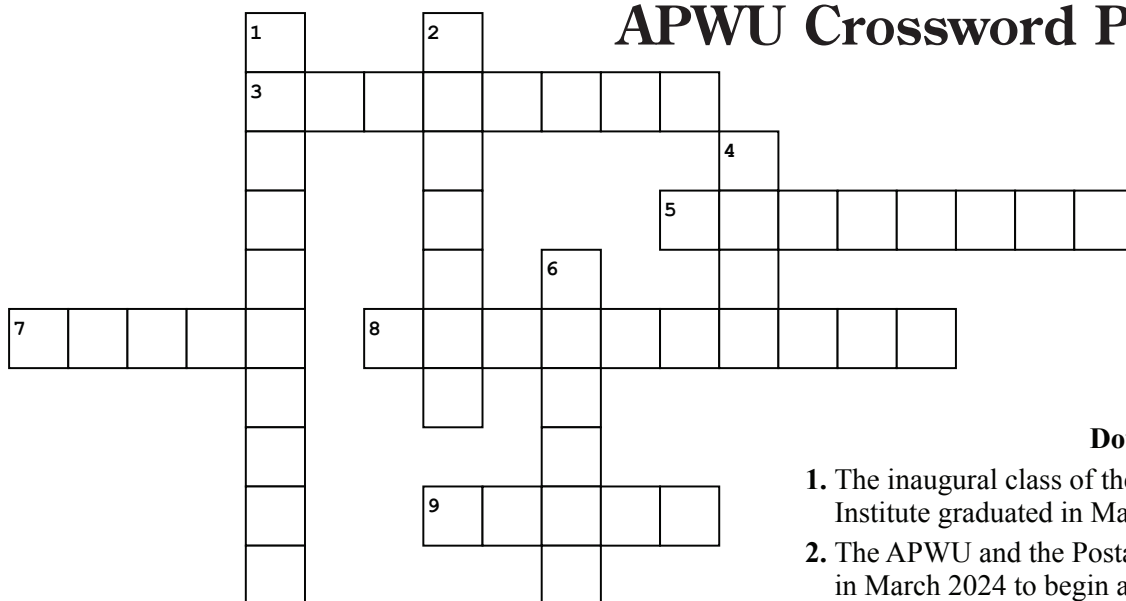 APWU Crossword P
1
2
3
4
5
6
7
8
9
Do
1. The inaugural class of the
Institute graduated in Ma
2. The APWU and the Posta
in March 2024 to begin a